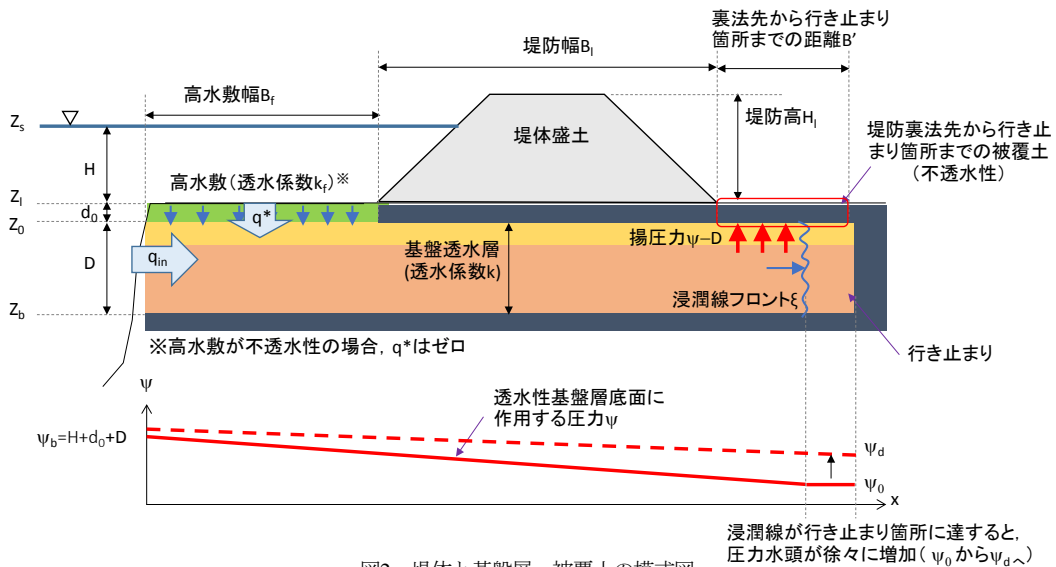 裏法先から行き止まり
箇所までの距離B’
堤防幅Bl
高水敷幅Bf
Zs
H
堤体盛土
堤防高Hl
堤防裏法先から行き止
まり箇所までの被覆土
(不透水性)
高水敷(透水係数kf)※
Zl
d0
Z0
q*
揚圧力ψ−D
基盤透水層
(透水係数k)
qin
D
浸潤線フロントξ
Zb
※高水敷が不透水性の場合，q*はゼロ
行き止まり
ψ
透水性基盤層底面に
作用する圧力ψ
ψb=H+d0+D
ψd
ψ0
x
浸潤線が行き止まり箇所に達すると，
圧力水頭が徐々に増加( ψ0からψdへ)